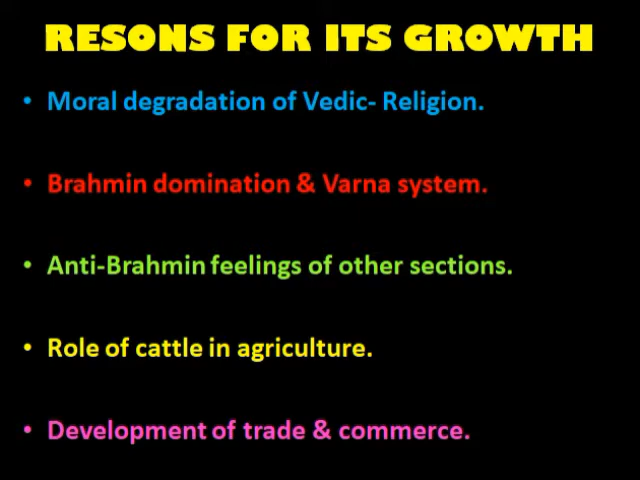 RESONS FOR ITS GROWTH
• Moral degradation of Vedic- Religion.
• Brahmin domination & Varna system.
• Anti-Brahmin feelings of other sections.
• Role of cattle in agriculture.
• Development of trade & commerce.